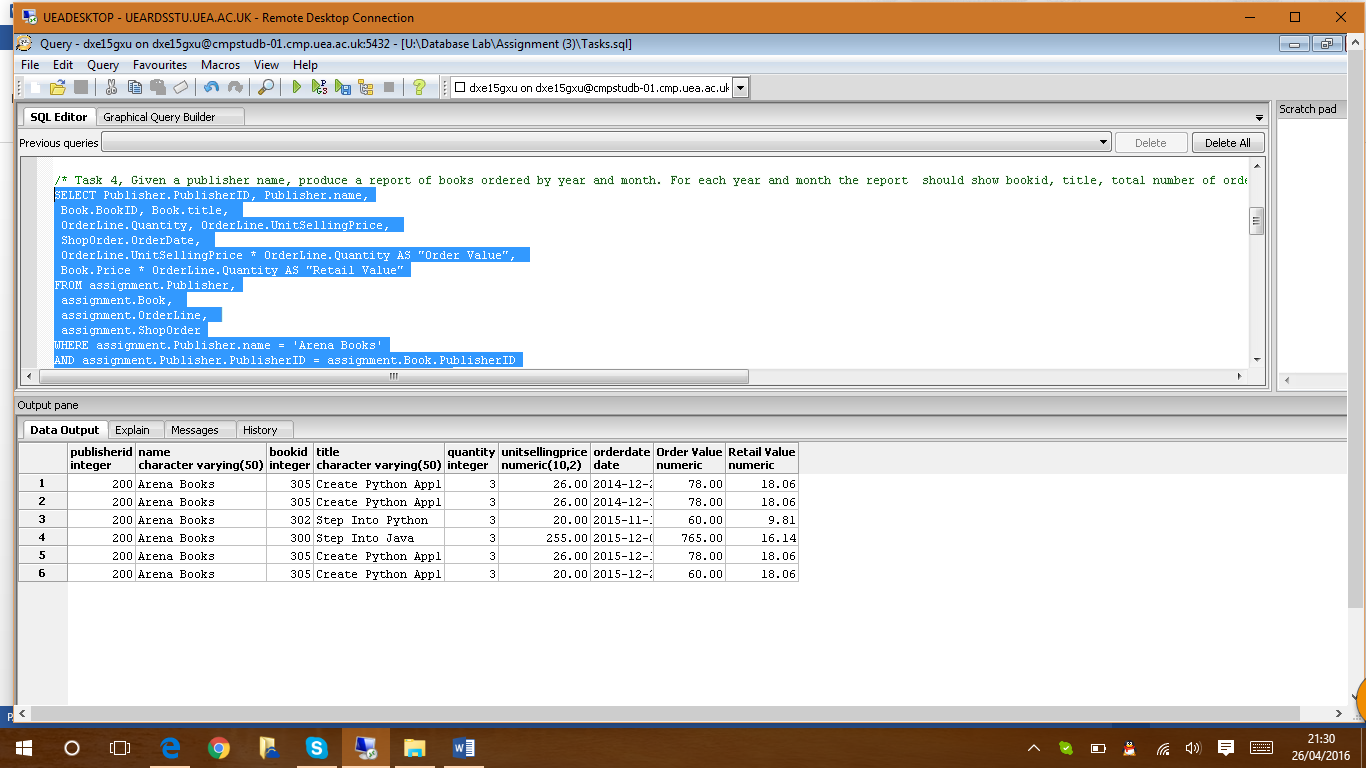 UEADESKTOP - UEARDSSTU.UEA.AC.UK - Remote Desktop Connection
Query - dxe15gxu on dxe15gxu@cmpstudb-01.cmp.uea.ac.uk:5432 - [U:\Database Lab\Assignment (3)\Tasks.sql]
File Edit Query Favourites Macros View Help
dxe15gxu on dxe15gxu@cmpstudb-01.cmp.uea.ac.uk
SQL Editor Graphical Query Builder
Scratch pad
Previous queries Delete Delete All
/* Task 4, Given a publisher name, produce a report of books ordered by year and month. For each year and month the report  should show bookid, title, total number of orde
SELECT Publisher.PublisherID, Publisher.name,
Book.BookID, Book.title,
OrderLine.Quantity, OrderLine.UnitSellingPrice,
ShopOrder.OrderDate,
OrderLine.UnitSellingPrice * OrderLine.Quantity AS "Order Value",
Book.Price * OrderLine.Quantity AS "Retail Value"
FROM assignment.Publisher,
assignment.Book,
assignment.OrderLine,
assignment.ShopOrder
WHERE assignment.Publisher.name = 'Arena Books'
AND assignment.Publisher.PublisherID = assignment.Book.PublisherID
Output pane
Data Output Explain Messages History
publisherid name bookid title quantity unitsellingprice orderdate Order Value Retail Value
integer character varying(50) integer character varying(50) integer numeric(10,2) date numeric numeric
1 200 Arena Books 305 Create Python Appl 3 26.00 2014-12- 78.00 18.06
2 200 Arena Books 305 Create Python Appl 3 26.00 2014-12- 78.00 18.06
3 200 Arena Books 302 Step Into Python 3 20.00 2015-11- 60.00 9.81
4 200 Arena Books 300 Step Into Java 3 255.00 2015-12- 765.00 16.14
5 200 Arena Books 305 Create Python Appl 3 26.00 2015-12- 78.00 18.06
6 200 Arena Books 305 Create Python Appl 3 20.00 2015-12- 60.00 18.06
21:30
26/04/2016